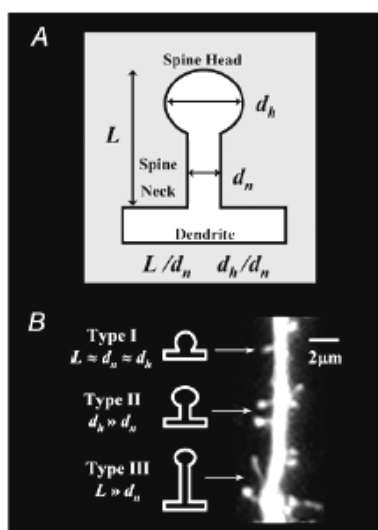 A
Spine Head
L
d_h
Spine
Neck
d_n
Dendrite
L/d_n d_h/d_n
B
Type I
L ≈ d_n ≈ d_h
2μm
Type II
d_h » d_n
Type III
L » d_n